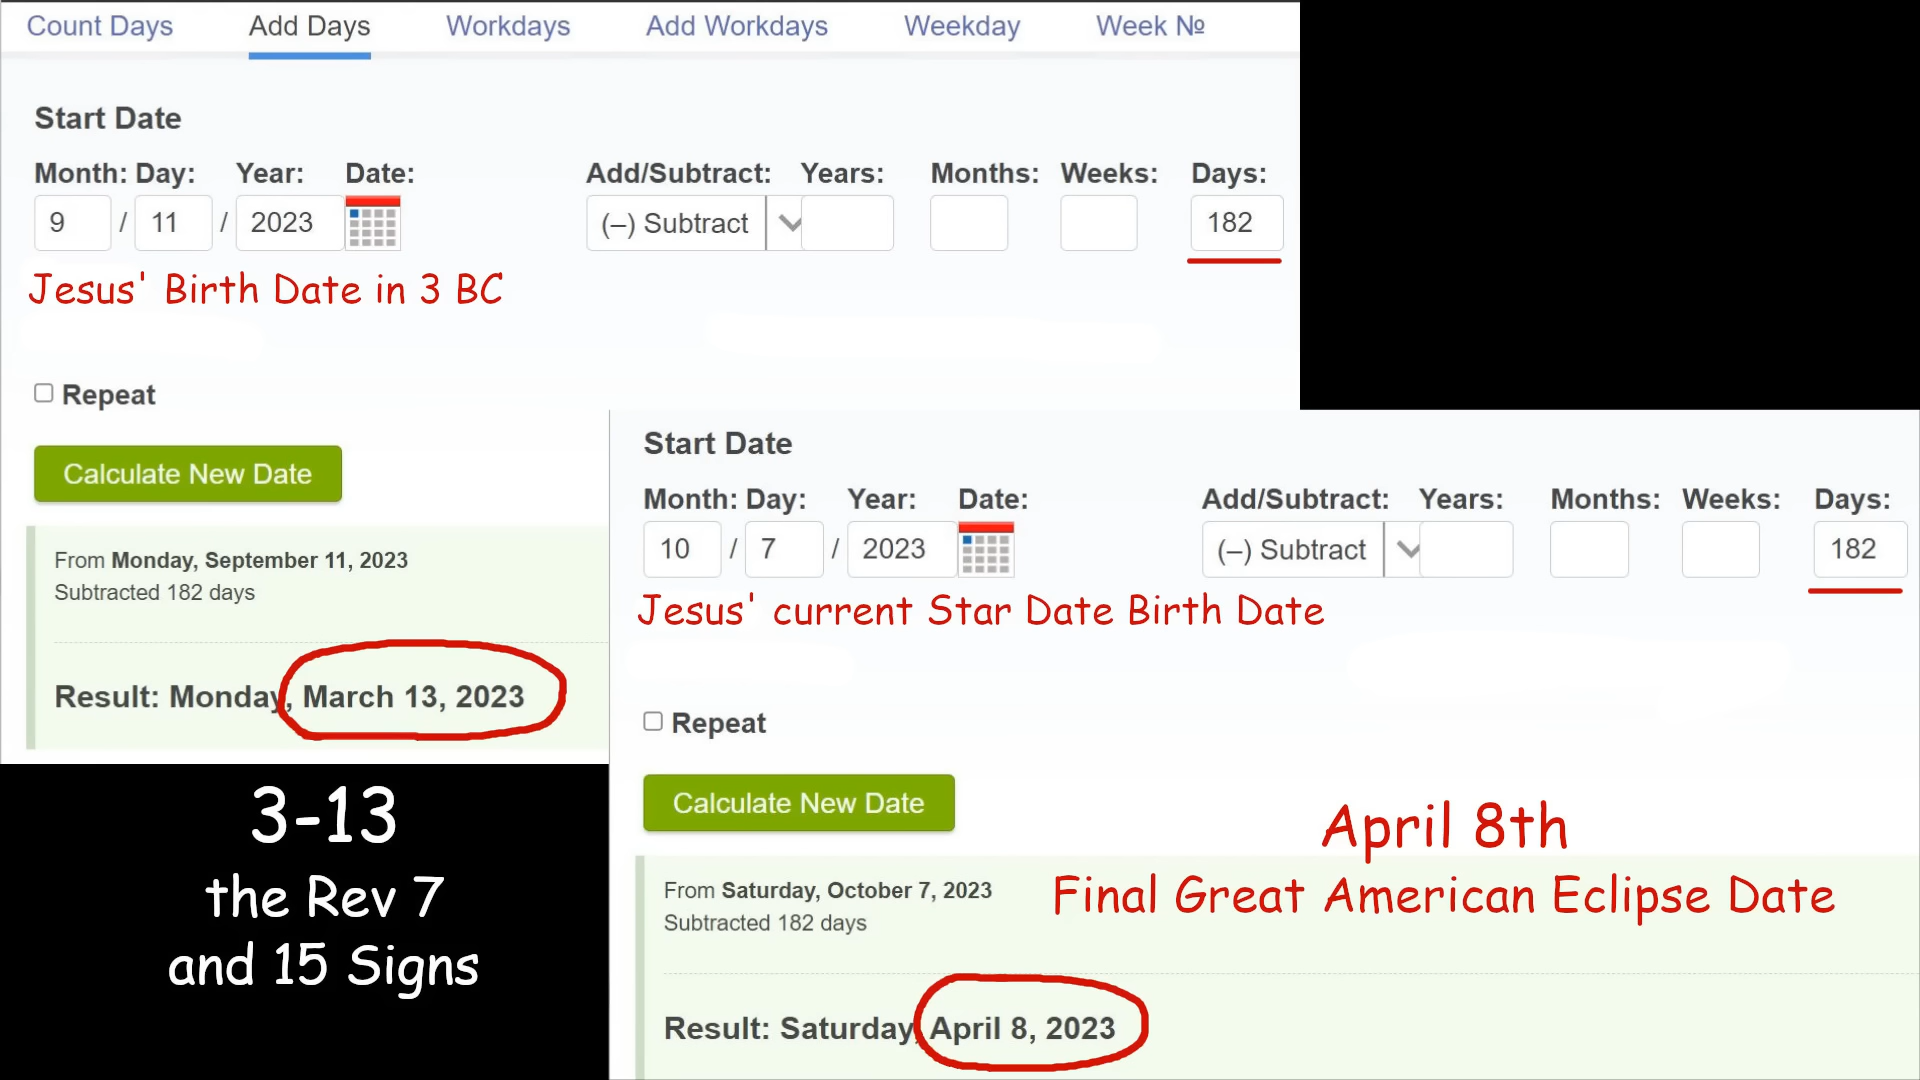 Count Days Add Days Workdays Add Workdays Weekday Week №
Start Date
Month: Day: Year: Date: Add/Subtract: Years: Months: Weeks: Days:
9 / 11 / 2023 (–) Subtract 182
Jesus' Birth Date in 3 BC
Repeat
Calculate New Date
From Monday, September 11, 2023
Subtracted 182 days
Result: Monday, March 13, 2023
3-13
the Rev 7
and 15 Signs
Start Date
Month: Day: Year: Date: Add/Subtract: Years: Months: Weeks: Days:
10 / 7 / 2023 (–) Subtract 182
Jesus' current Star Date Birth Date
Repeat
Calculate New Date
April 8th
Final Great American Eclipse Date
From Saturday, October 7, 2023
Subtracted 182 days
Result: Saturday, April 8, 2023